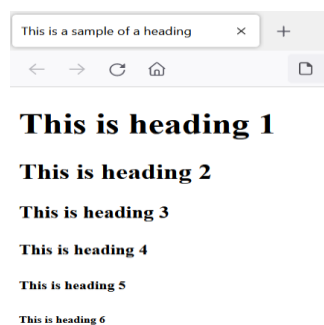 This is a sample of a heading
This is heading 1
This is heading 2
This is heading 3
This is heading 4
This is heading 5
This is heading 6